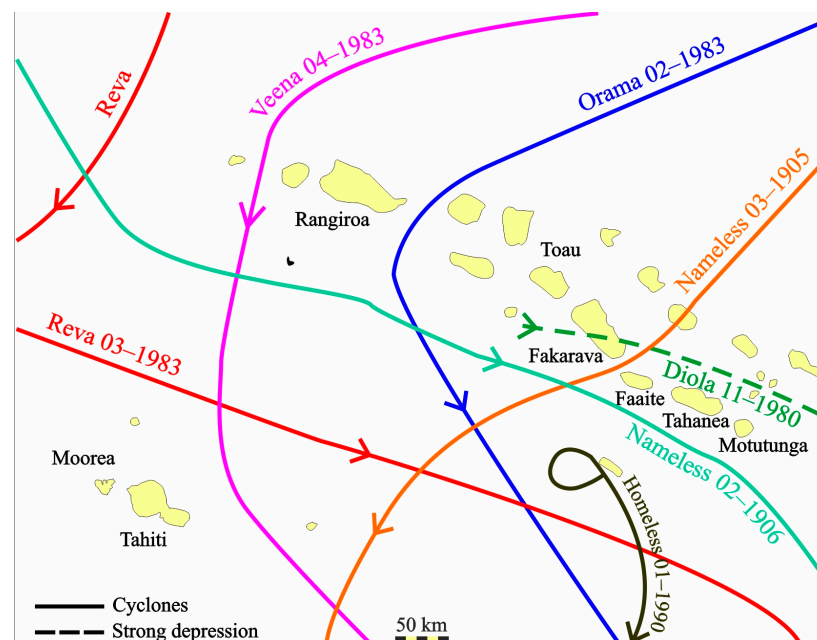 Veena 04–1983
Orama 02–1983
Reva
Nameless 03–1905
Rangiroa
Toau
Reva 03–1983
Fakarava
Diola 11–1980
Faaite
Tahanea
Motutunga
Nameless 02–1906
Moorea
Homeless 01–1990
Tahiti
Cyclones
50 km
Strong depression